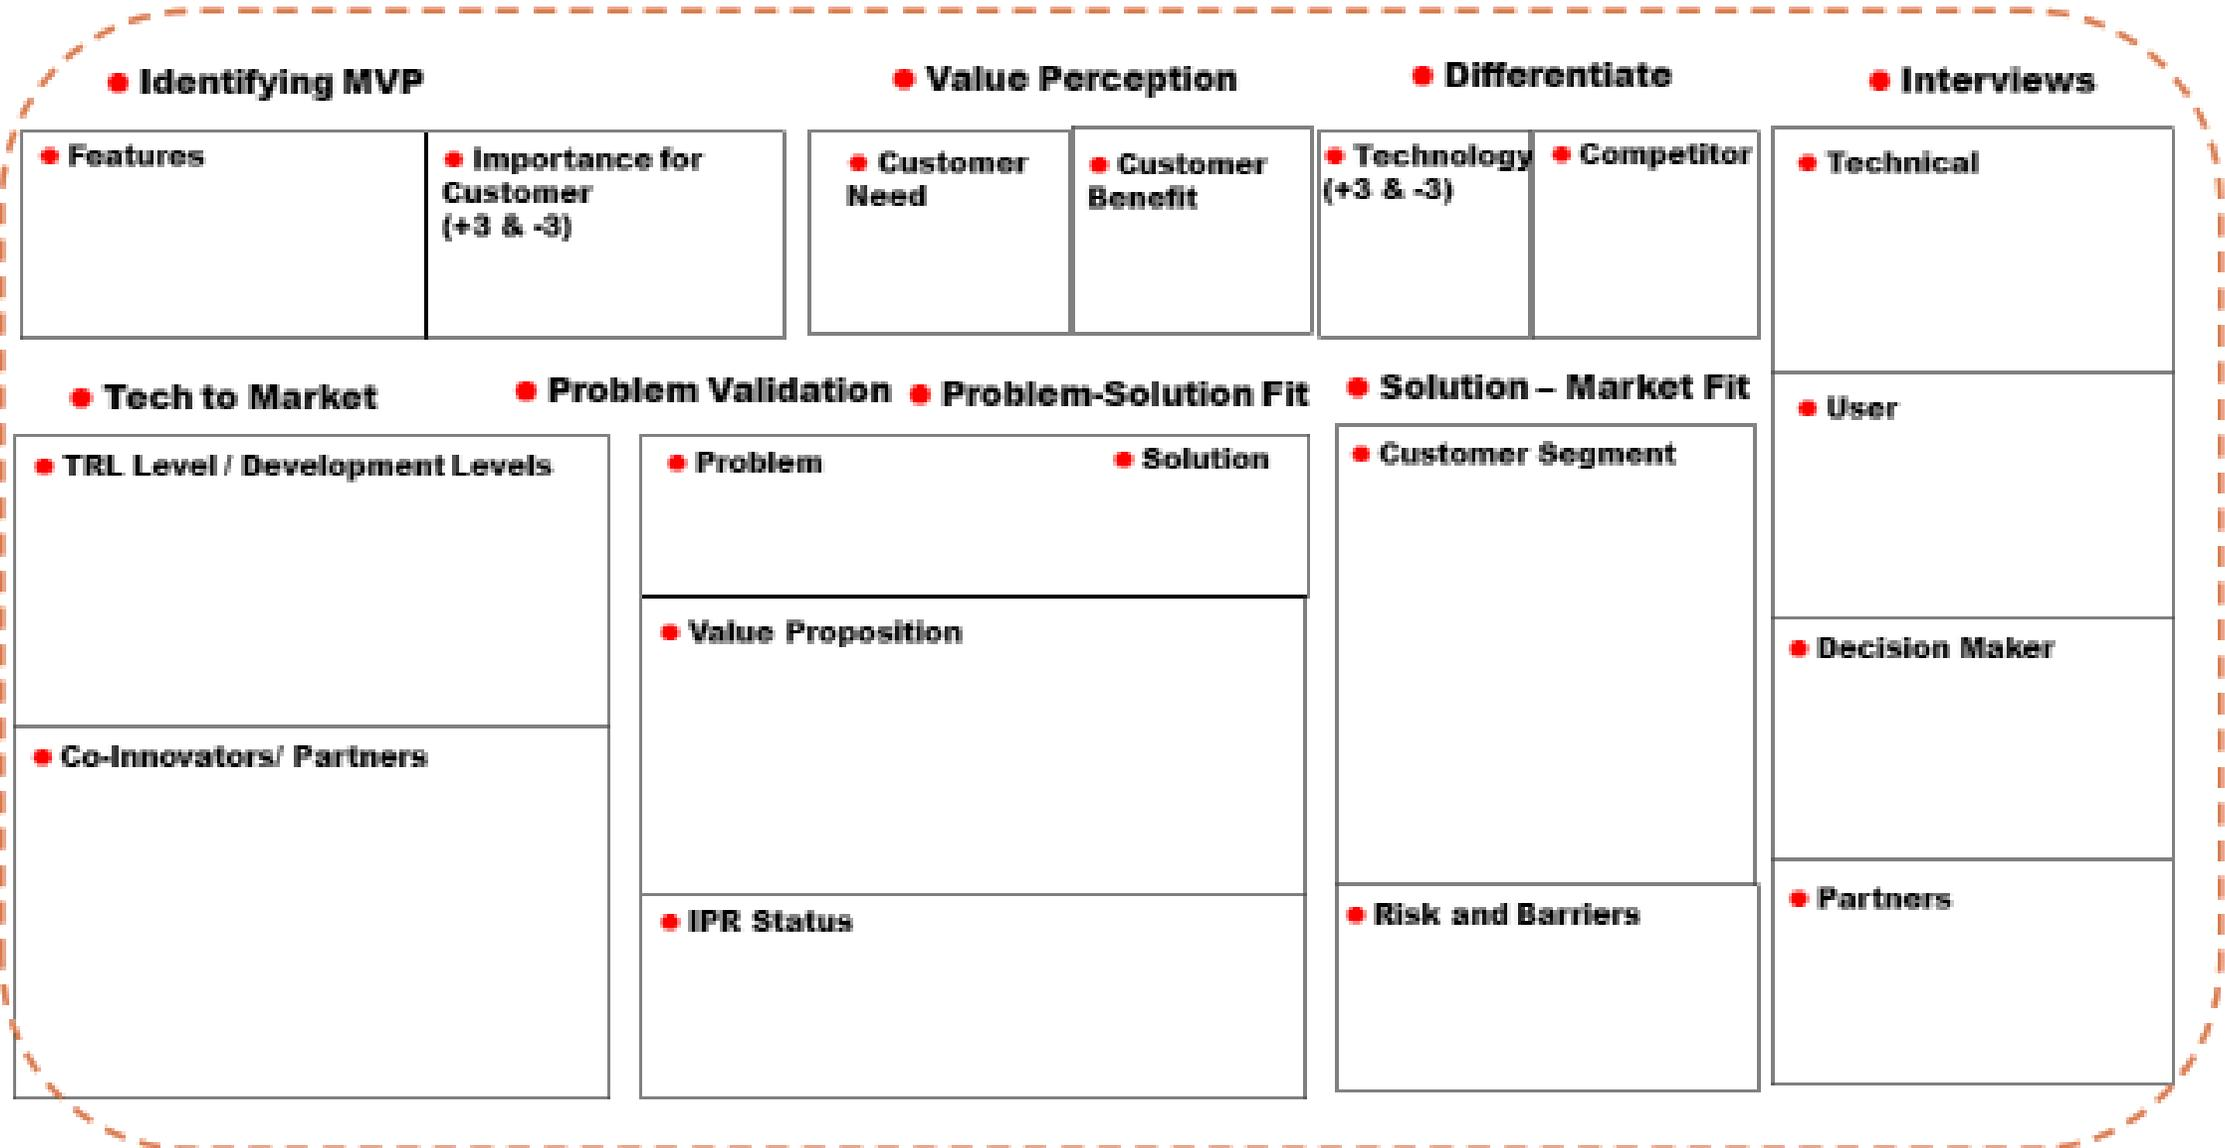 ● Identifying MVP
● Value Perception
● Differentiate
● Interviews
● Features
● Importance for
Customer
(+3 & -3)
● Customer
Need
● Customer
Benefit
● Technology
(+3 & -3)
● Competitor
● Technical
● Tech to Market
● Problem Validation
● Problem-Solution Fit
● Solution – Market Fit
● User
● TRL Level / Development Levels
● Problem
● Solution
● Customer Segment
● Value Proposition
● Decision Maker
● Co-Innovators/ Partners
● IPR Status
● Risk and Barriers
● Partners